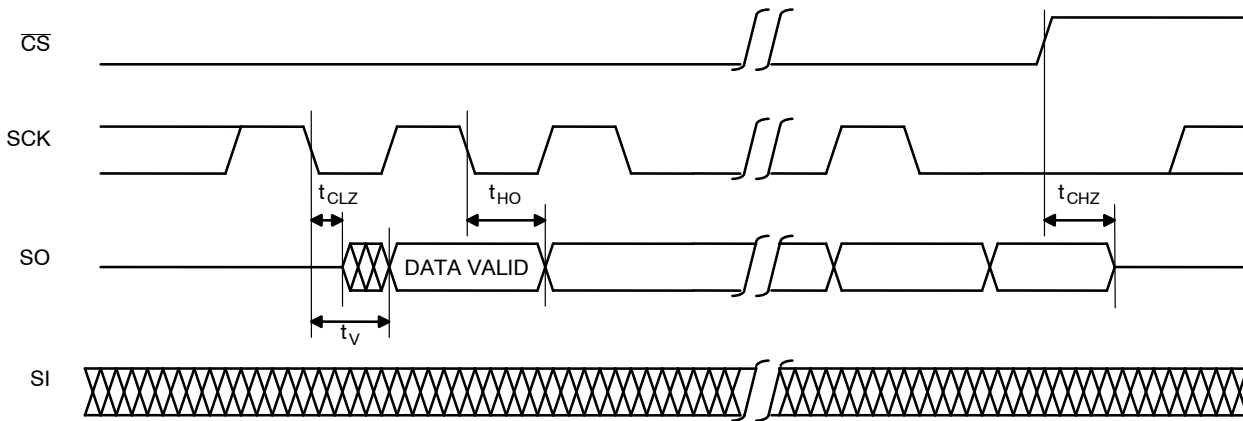 CS
SCK
tCLZ
tHO
tCHZ
SO
DATA VALID
tV
SI